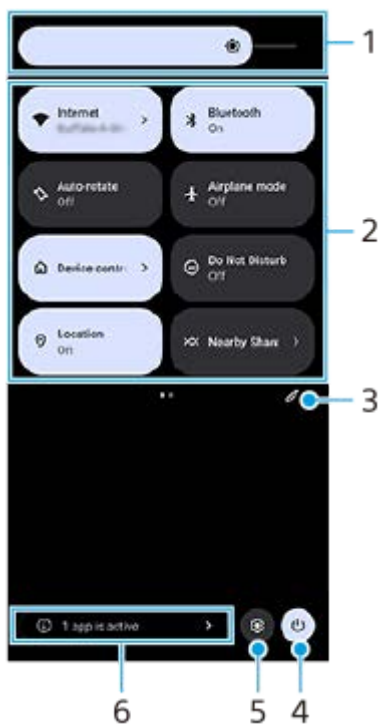 1
Internet
Bluetooth
On
Auto-rotate
Off
Airplane mode
Off
2
Device contr
Do Not Disturb
Off
Location
On
Nearby Share
3
1 app is active
6
5
4